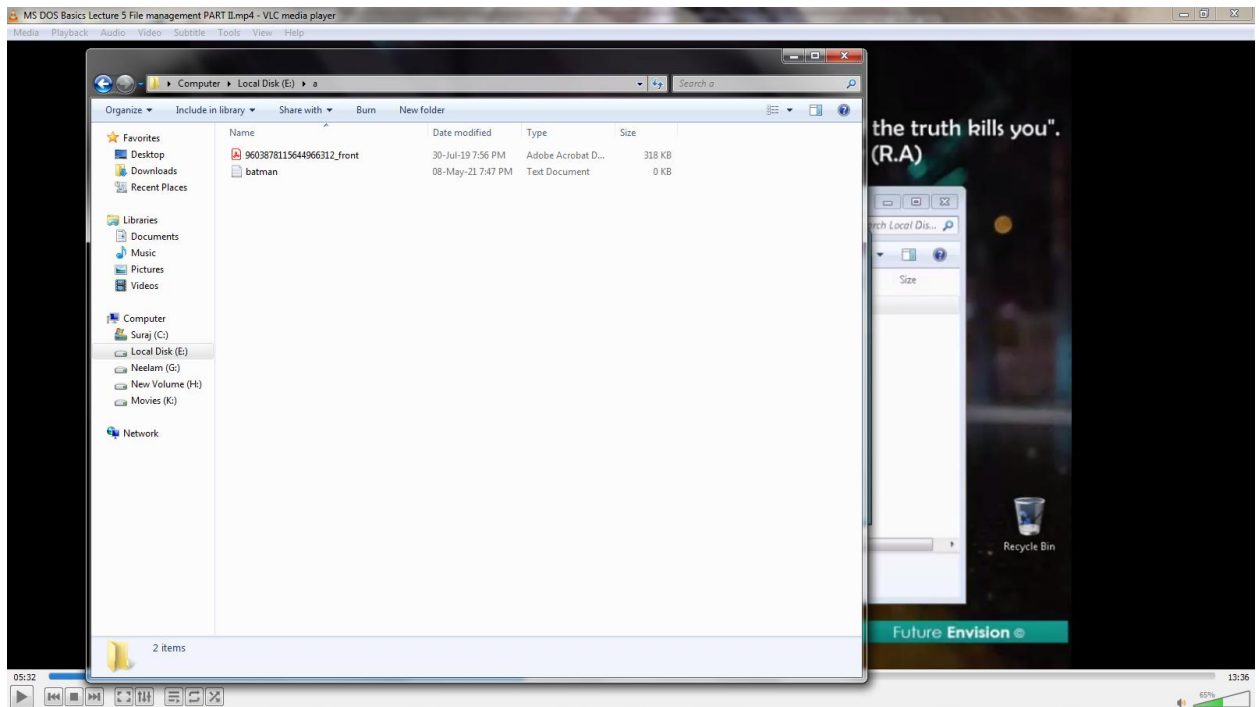 MS DOS Basics Lecture 5 File management PART II.mp4 - VLC media player
Media Playback Audio Video Subtitle Tools View Help
Computer Local Disk (E:) a
Search a
Organize Include in library Share with Burn New folder
Name Date modified Type Size
Favorites
Desktop
Downloads
Recent Places
Libraries
Documents
Music
Pictures
Videos
Computer
Suraj (C:)
Local Disk (E:)
Neelam (G:)
New Volume (H:)
Movies (K:)
Network
9603878115644966312_front 30-Jul-19 7:56 PM Adobe Acrobat D... 318 KB
batman 08-May-21 7:47 PM Text Document 0 KB
2 items
the truth kills you".
(R.A)
Local Dis...
Size
Recycle Bin
Future Envision ©
05:32 13:36
65%